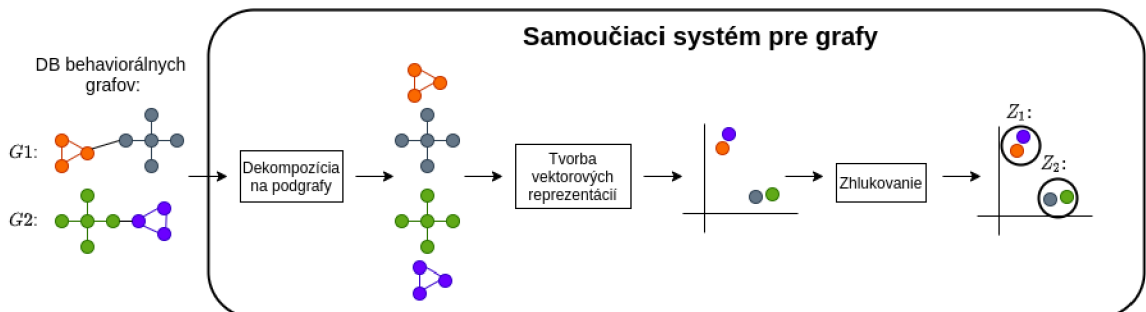 Samoučiaci systém pre grafy
DB behaviorálnych
grafov:
G1:
G2:
Dekompozícia
na podgrafy
Tvorba
vektorových
reprezentácií
Zhlukovanie
Z1:
Z2: